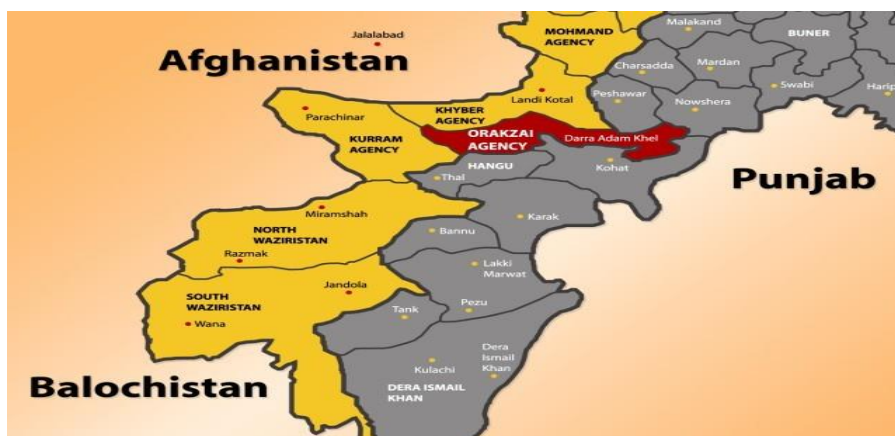 Jalalabad
Afghanistan
MOHMAND
AGENCY
Malakand
BUNER
Charsadda
Mardan
Peshawar
Swabi
Nowshera
Landi Kotal
Parachinar
KHYBER
AGENCY
KURRAM
AGENCY
ORAKZAI
AGENCY
Darra Adam Khel
HANGU
Thal
Kohat
Punjab
Miramshah
NORTH
WAZIRISTAN
Razmak
Karak
Bannu
Lakki
Marwat
Jandola
SOUTH
WAZIRISTAN
Wana
Tank
Pezu
Dera
Ismail
Khan
Kulachi
DERA ISMAIL
KHAN
Balochistan